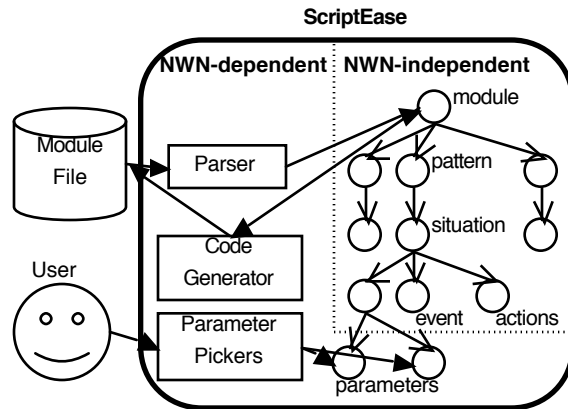 ScriptEase
NWN-dependent
NWN-independent
module
Module
File
Parser
pattern
situation
Code
Generator
User
event
actions
Parameter
Pickers
parameters